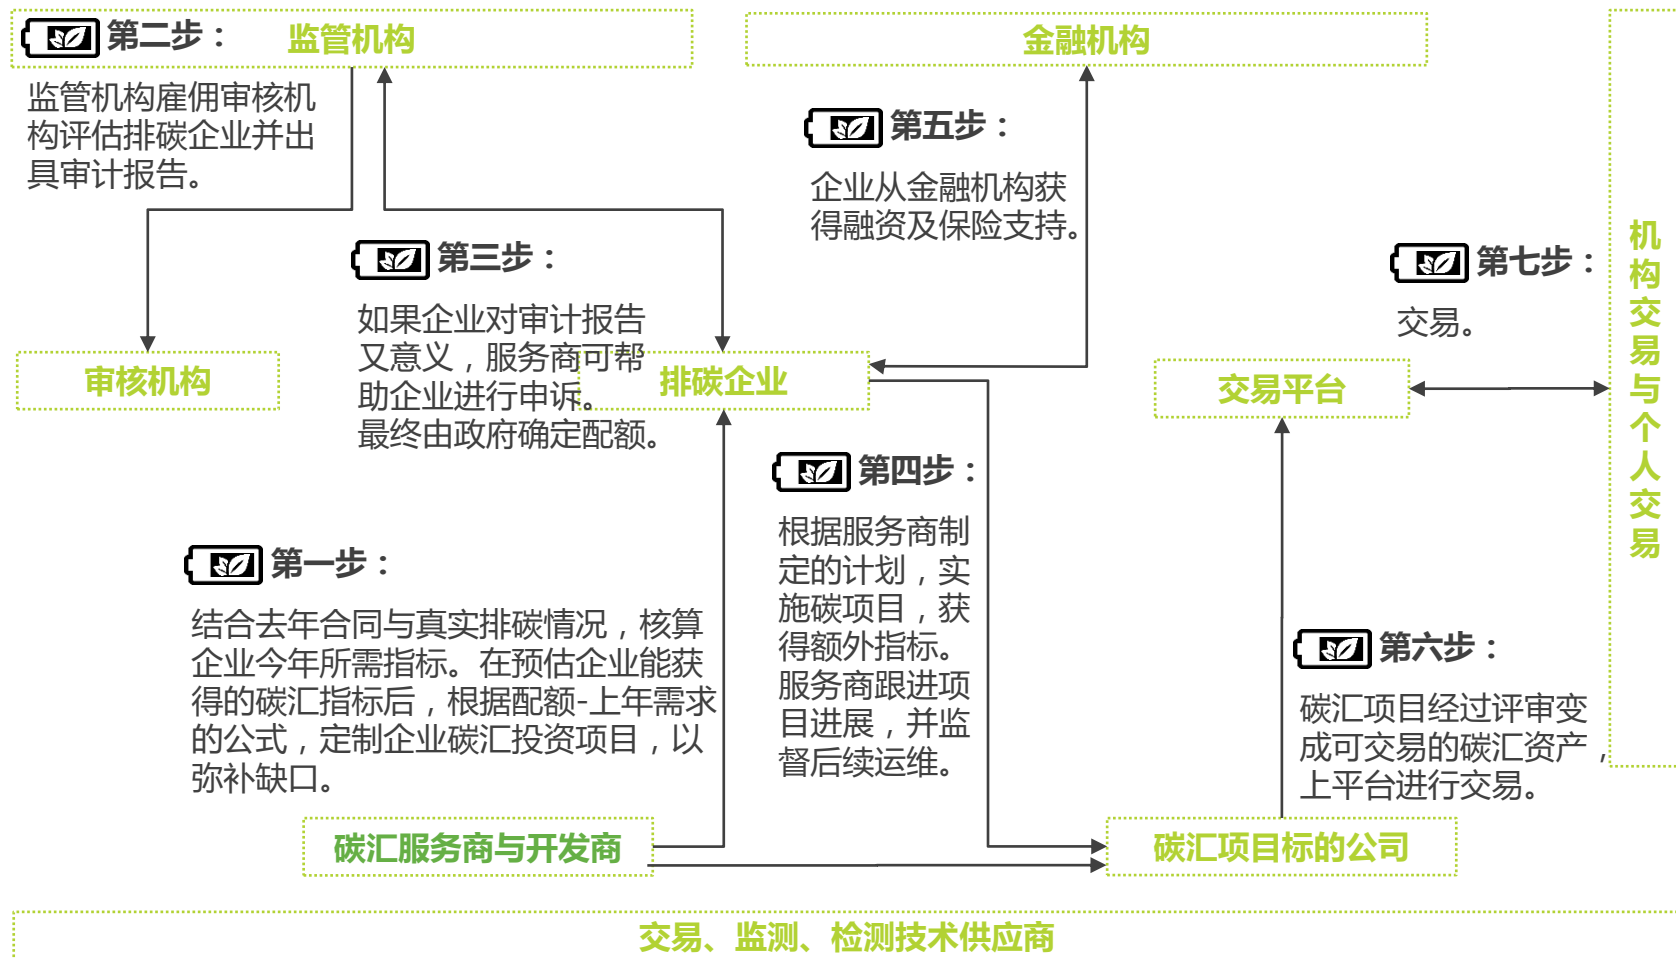 第二步：
监管机构
监管机构雇佣审核机
构评估排碳企业并出
具审计报告。
金融机构
第五步：
企业从金融机构获
得融资及保险支持。
第三步：
如果企业对审计报告
又意义，服务商可帮
助企业进行申诉。
最终由政府确定配额。
审核机构
排碳企业
第七步：
交易。
交易平台
机构交易与个人交易
第四步：
根据服务商制
定的计划，实
施碳项目，获
得额外指标。
服务商跟进项
目进展，并监
督后续运维。
第一步：
结合去年合同与真实排碳情况，核算
企业今年所需指标。在预估企业能获
得的碳汇指标后，根据配额-上年需求
的公式，定制企业碳汇投资项目，以
弥补缺口。
第六步：
碳汇项目经过评审变
成可交易的碳汇资产，
上平台进行交易。
碳汇服务商与开发商
碳汇项目标的公司
交易、监测、检测技术供应商